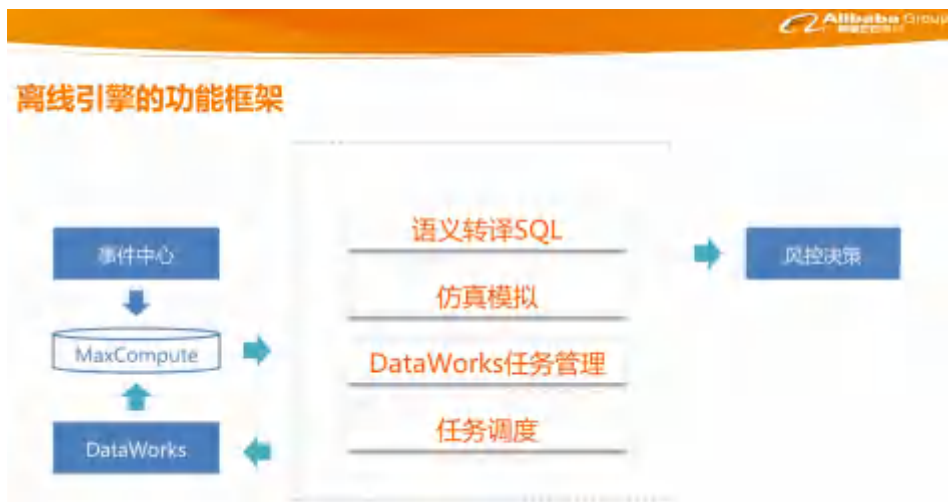 Alibaba Group
离线引擎的功能框架
语义转译SQL
事件中心
风控决策
仿真模拟
MaxCompute
DataWorks任务管理
任务调度
DataWorks